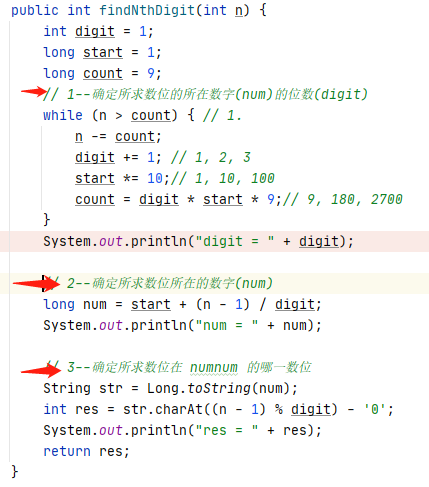 public int findNthDigit(int n) {
int digit = 1;
long start = 1;
long count = 9;
// 1--确定所求数位的所在数字(num)的位数(digit)
while (n > count) { // 1.
n -= count;
digit += 1; // 1, 2, 3
start *= 10;// 1, 10, 100
count = digit * start * 9;// 9, 180, 2700
}
System.out.println("digit = " + digit);
// 2--确定所求数位所在的数字(num)
long num = start + (n - 1) / digit;
System.out.println("num = " + num);
// 3--确定所求数位在 numnum 的哪一数位
String str = Long.toString(num);
int res = str.charAt((n - 1) % digit) - '0';
System.out.println("res = " + res);
return res;
}